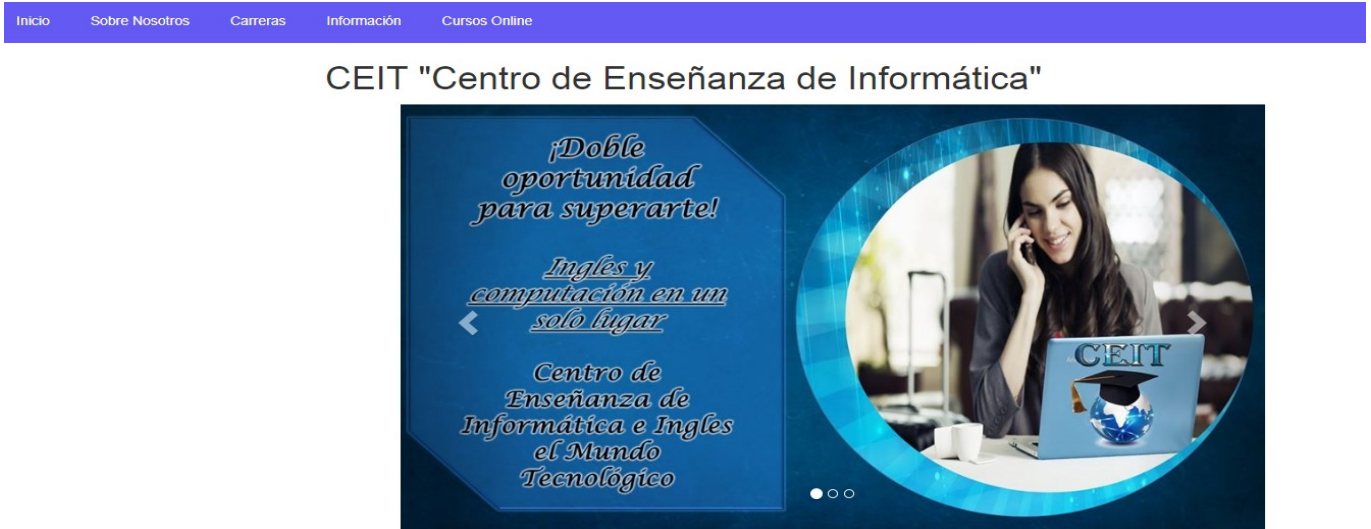 Inicio Sobre Nosotros Carreras Información Cursos Online
CEIT "Centro de Enseñanza de Informática"
¡Doble
oportunidad
para superarte!
Ingles y
computación en un
solo lugar
Centro de
Enseñanza de
Informática e Ingles
el Mundo
Tecnológico
CEIT